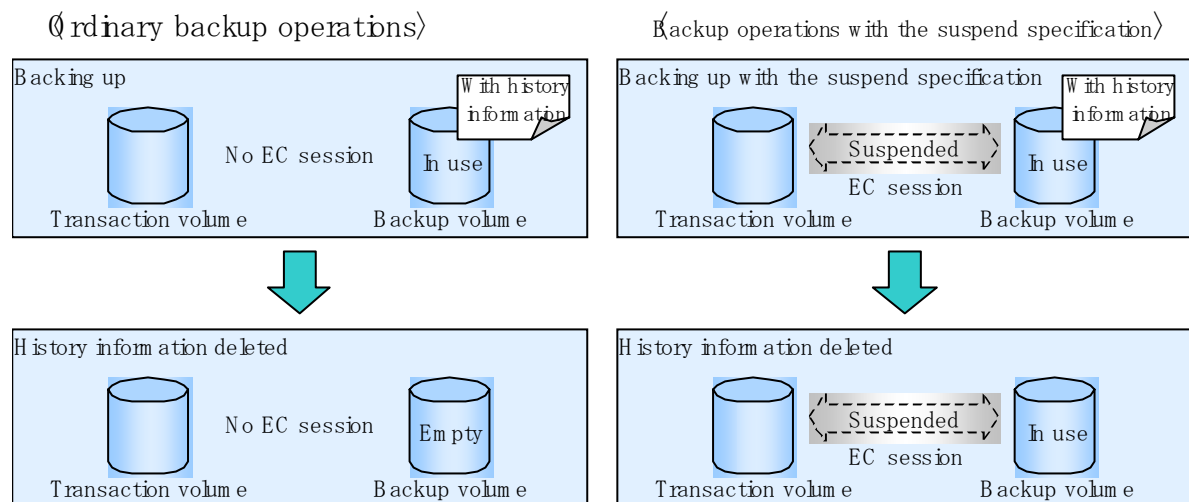 〈Ordinary backup operations〉
Backing up
With history
information
No EC session
In use
Transaction volume
Backup volume
History information deleted
No EC session
Empty
Transaction volume
Backup volume
〈Backup operations with the suspend specification〉
Backing up with the suspend specification
With history
information
Suspended
In use
EC session
Transaction volume
Backup volume
History information deleted
Suspended
In use
EC session
Transaction volume
Backup volume